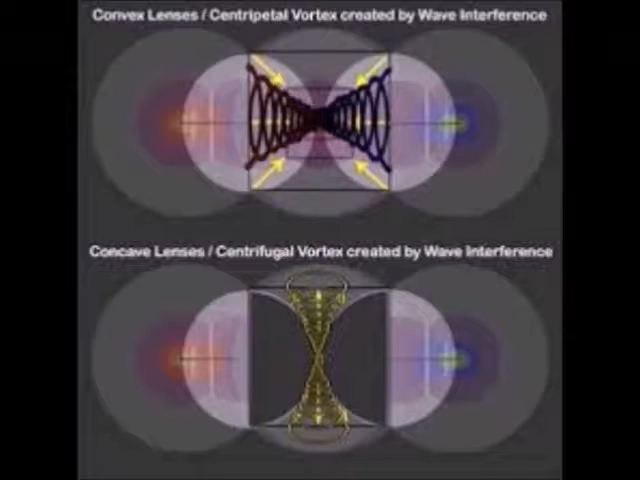 Convex Lenses / Centripetal Vortex created by Wave Interference
Concave Lenses / Centrifugal Vortex created by Wave Interference